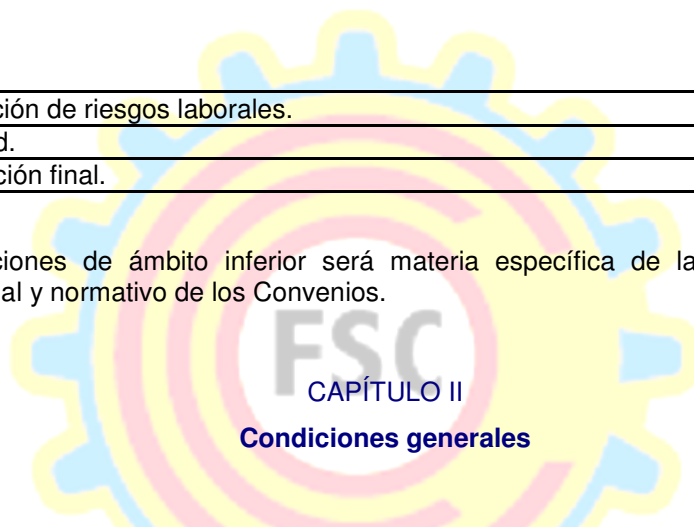 ción de riesgos laborales.
d.
ción final.
ciones de ámbito inferior será materia específica de la
al y normativo de los Convenios.
FSC
CAPÍTULO II
Condiciones generales